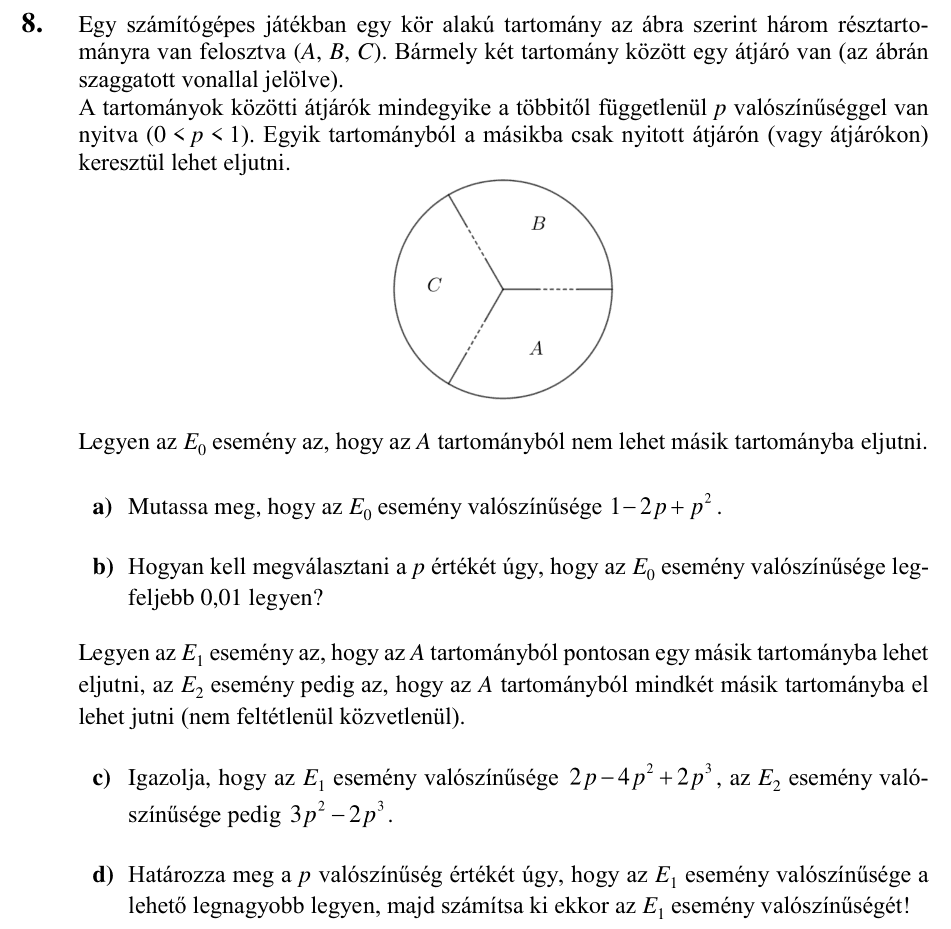 8. Egy számítógépes játékban egy kör alakú tartomány az ábra szerint három résztarto-
mányra van felosztva (A, B, C). Bármely két tartomány között egy átjáró van (az ábrán
szaggatott vonallal jelölve).
A tartományok közötti átjárók mindegyike a többitől függetlenül p valószínűséggel van
nyitva (0 < p < 1). Egyik tartományból a másikba csak nyitott átjárón (vagy átjárókon)
keresztül lehet eljutni.
B
C
A
Legyen az E₀ esemény az, hogy az A tartományból nem lehet másik tartományba eljutni.
a) Mutassa meg, hogy az E₀ esemény valószínűsége 1 − 2p + p².
b) Hogyan kell megválasztani a p értékét úgy, hogy az E₀ esemény valószínűsége leg-
feljebb 0,01 legyen?
Legyen az E₁ esemény az, hogy az A tartományból pontosan egy másik tartományba lehet
eljutni, az E₂ esemény pedig az, hogy az A tartományból mindkét másik tartományba el
lehet jutni (nem feltétlenül közvetlenül).
c) Igazolja, hogy az E₁ esemény valószínűsége 2p − 4p² + 2p³, az E₂ esemény való-
színűsége pedig 3p² − 2p³.
d) Határozza meg a p valószínűség értékét úgy, hogy az E₁ esemény valószínűsége a
lehető legnagyobb legyen, majd számítsa ki ekkor az E₁ esemény valószínűségét!